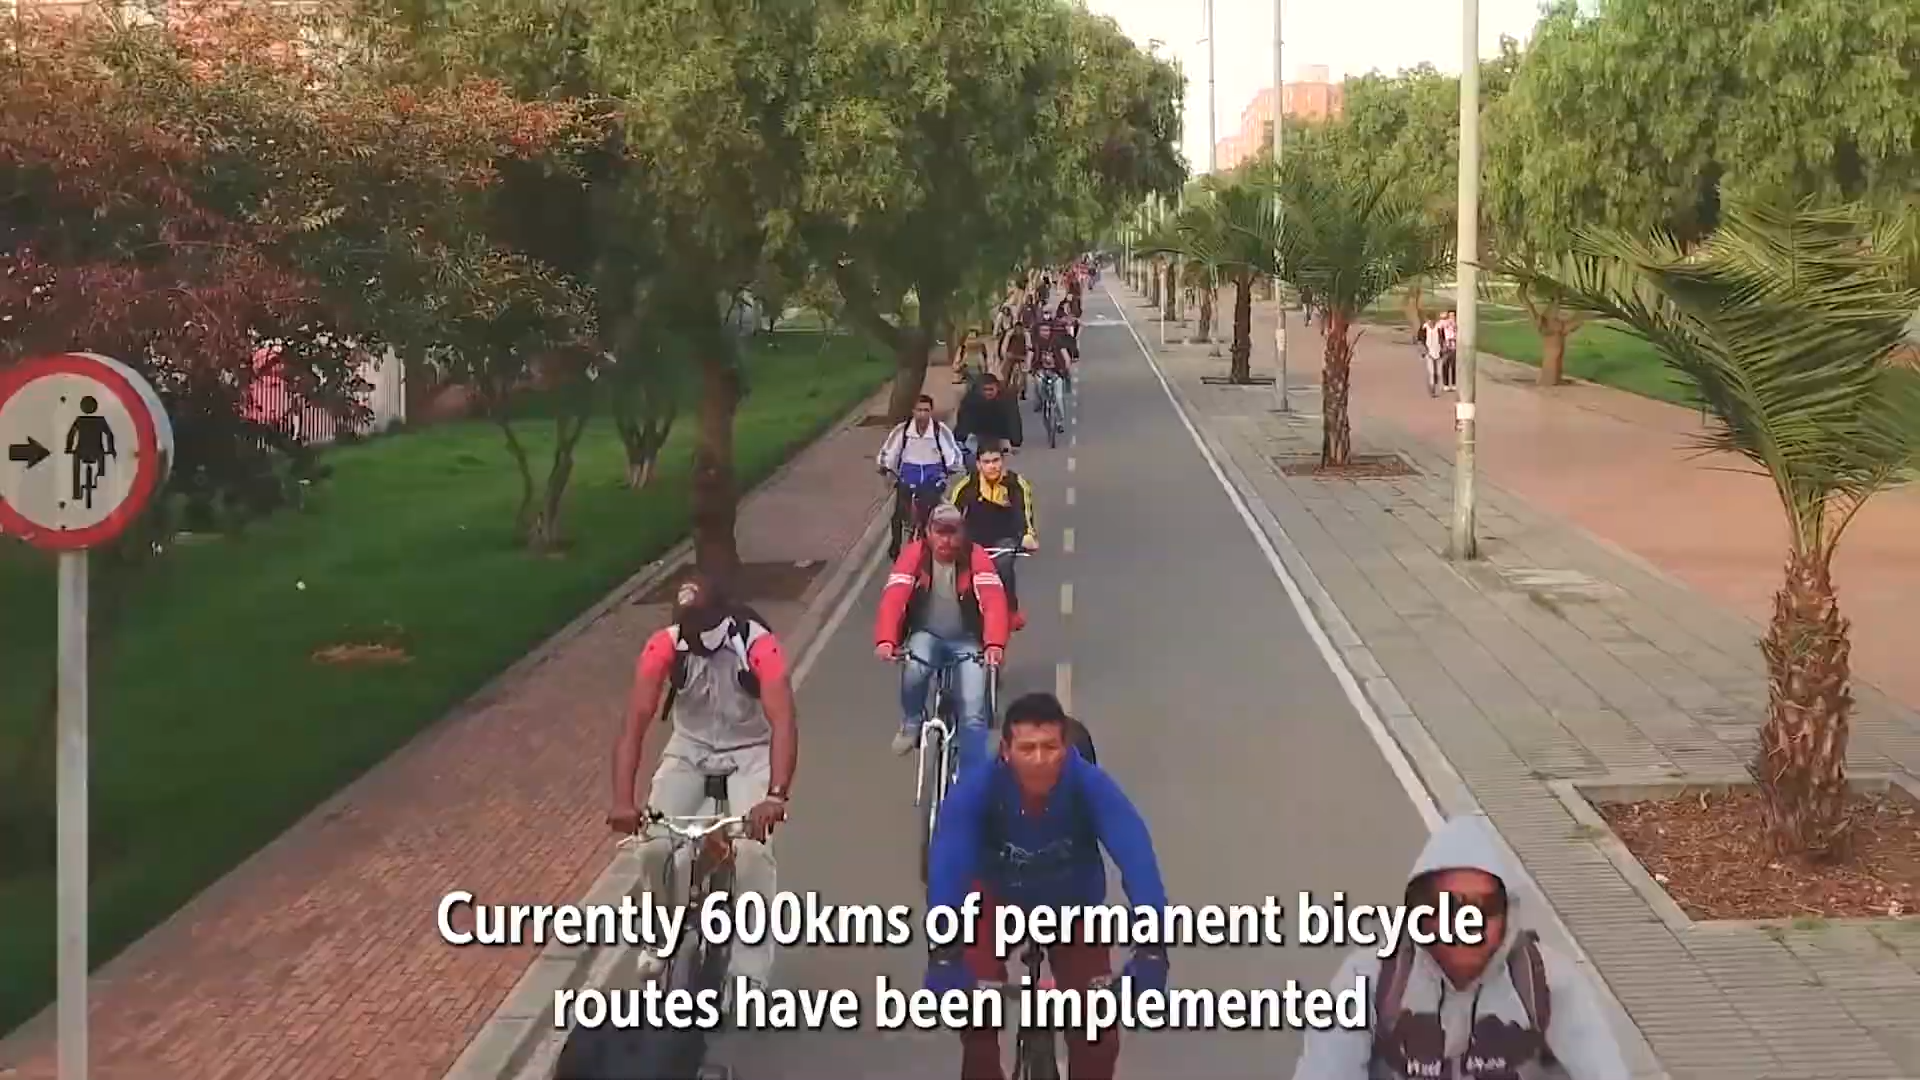 Currently 600kms of permanent bicycle
routes have been implemented